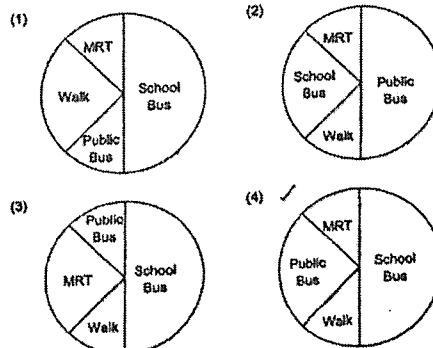 (1)
MRT
School
Bus
Walk
Public
Bus
(2)
MRT
School
Bus
Public
Bus
Walk
(3)
Public
Bus
MRT
School
Bus
Walk
(4)
MRT
Public
Bus
School
Bus
Walk